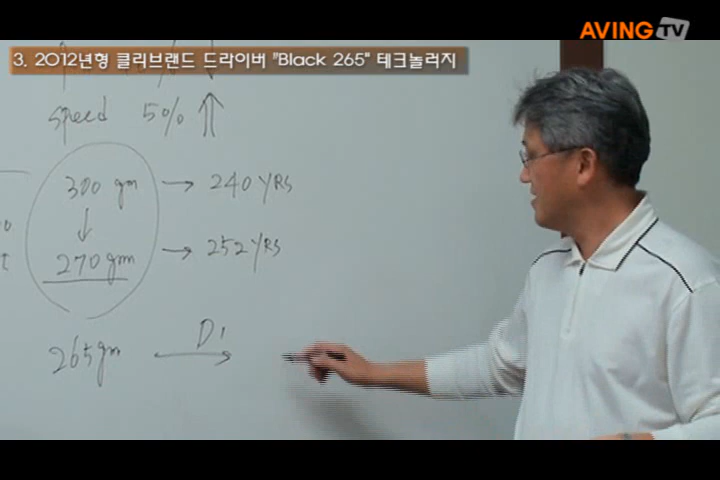 AVING TV
3. 2012년형 클리브랜드 드라이버 "Black 265" 테크놀러지
speed 5% ⇑
300 gm → 240 YRS
↓
270 gm → 252 YRS
265 gm → D1